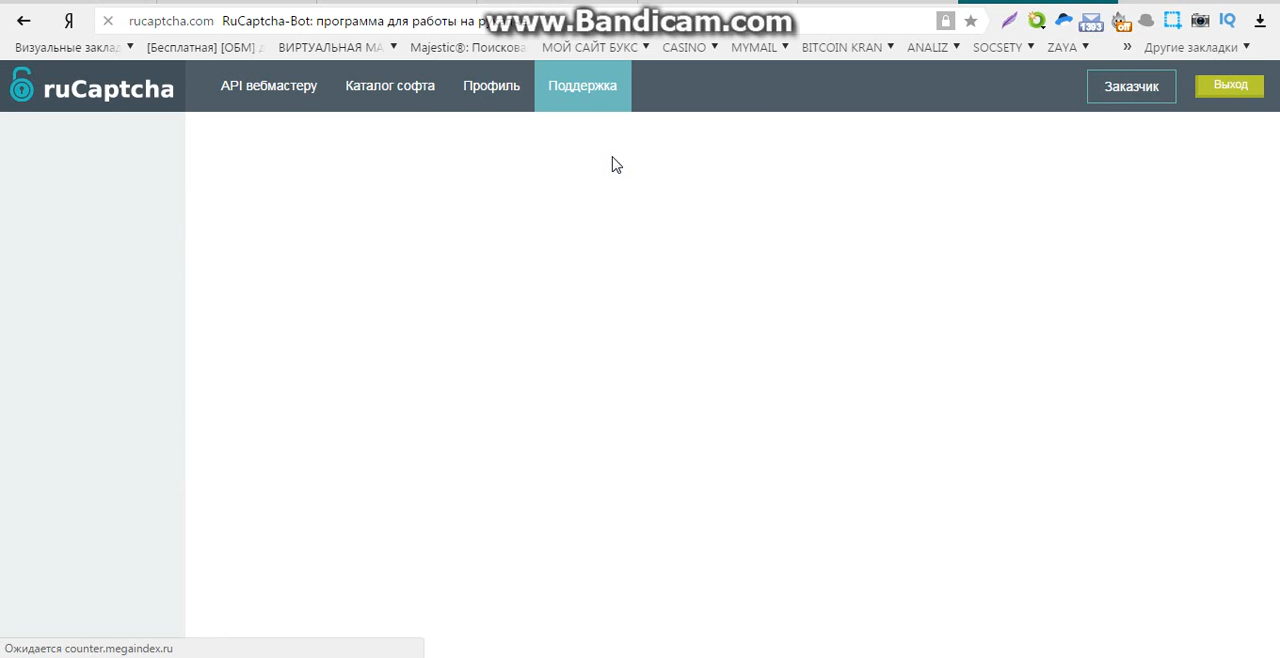 www.Bandicam.com
Я rucaptcha.com RuCaptcha-Bot: программа для работы на
Визуальные заклад [Бесплатная] [ОБМ] ВИРТУАЛЬНАЯ МА Majestic®: Поискова МОЙ САЙТ БУКС CASINO MYMAIL BITCOIN KRAN ANALIZ SOCSETY ZAYA » Другие закладки
ruCaptcha API вебмастеру Каталог софта Профиль Поддержка Заказчик Выход
Ожидается counter.megaindex.ru